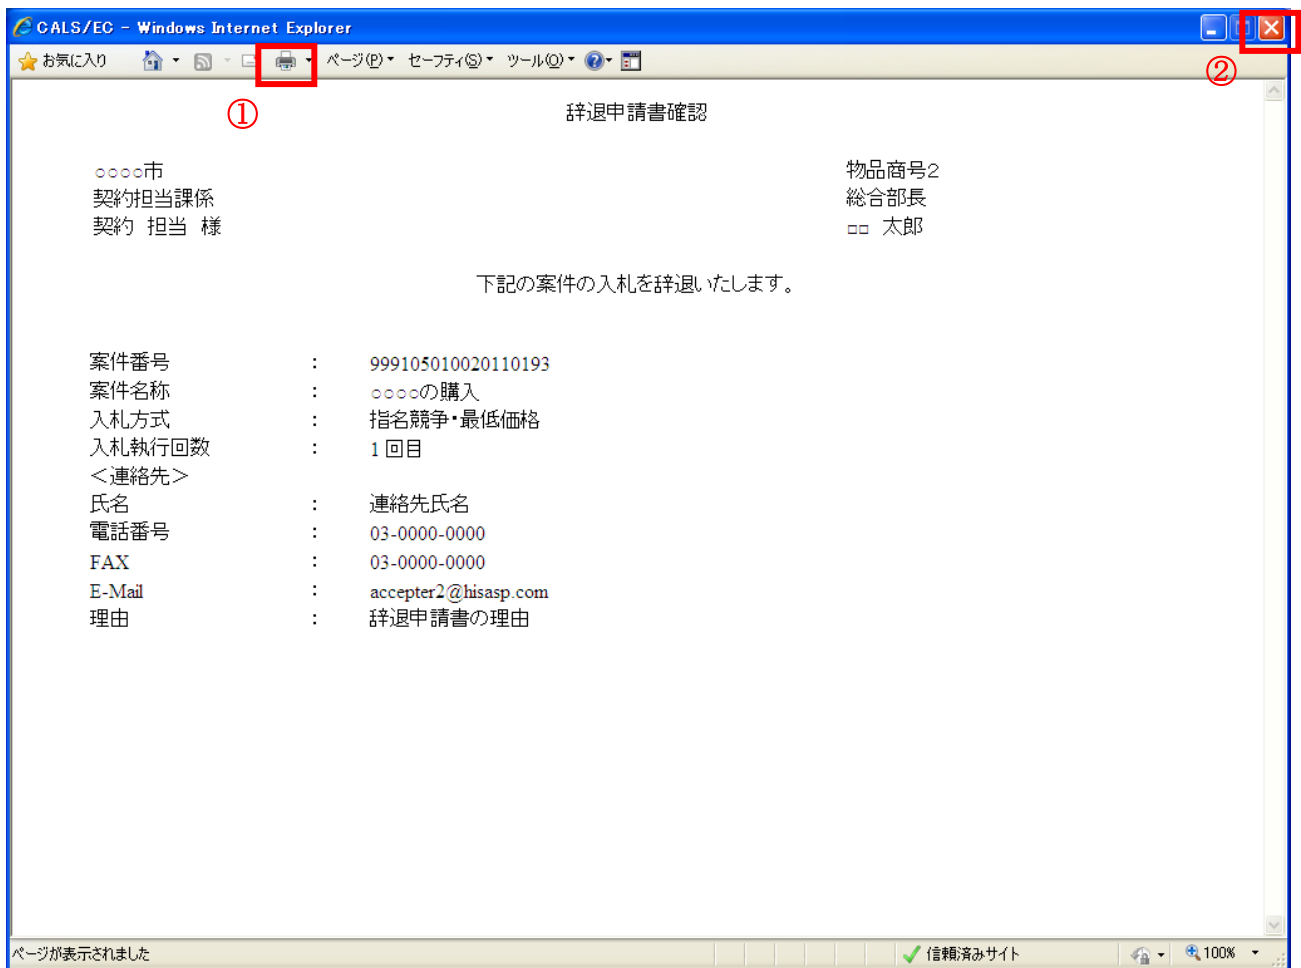 CALS/EC - Windows Internet Explorer
お気に入り ページ(P) セーフティ(S) ツール(O)
① ②
辞退申請書確認
○○○○市 物品商号2
契約担当課係 総合部長
契約 担当 様 □□ 太郎
下記の案件の入札を辞退いたします。
案件番号 : 999105010020110193
案件名称 : ○○○○の購入
入札方式 : 指名競争・最低価格
入札執行回数 : 1 回目
<連絡先>
氏名 : 連絡先氏名
電話番号 : 03-0000-0000
FAX : 03-0000-0000
E-Mail : accepter2@hisasp.com
理由 : 辞退申請書の理由
ページが表示されました 信頼済みサイト 100%